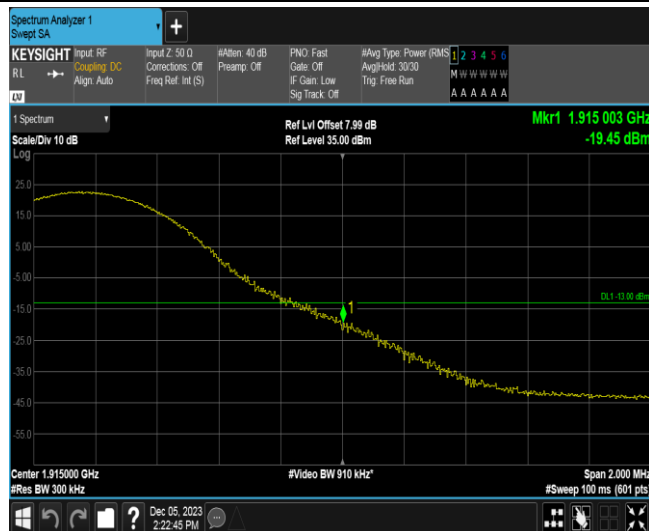 Spectrum Analyzer 1
Swept SA
+
KEYSIGHT
RL
Input: RF
Coupling: DC
Align: Auto
Input Z: 50 Ω
Corrections: Off
Freq Ref: Int (S)
#Atten: 40 dB
Preamp: Off
PNO: Fast
Gate: Off
IF Gain: Low
Sig Track: Off
#Avg Type: Power (RMS
Avg|Hold: 30/30
Trig: Free Run
1 2 3 4 5 6
M W W W W W
A A A A A A
LXI
1 Spectrum
Scale/Div 10 dB
Log
Ref Lvl Offset 7.99 dB
Ref Level 35.00 dBm
Mkr1 1.915 003 GHz
-19.45 dBm
25.0
15.0
5.00
-5.00
DL1 -13.00 dBm
1
-15.0
-25.0
-35.0
-45.0
-55.0
Center 1.915000 GHz
#Res BW 300 kHz
#Video BW 910 kHz*
Span 2.000 MHz
#Sweep 100 ms (601 pts)
?
Dec 05, 2023
2:22:45 PM